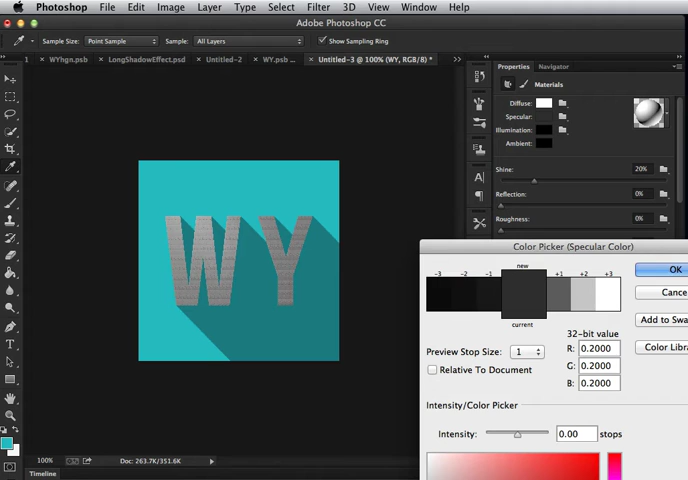 Photoshop File Edit Image Layer Type Select Filter 3D View Window Help
Adobe Photoshop CC
Sample Size: Point Sample Sample: All Layers Show Sampling Ring
1 WYhgn.psb LongShadowEffect.psd Untitled-2 WY.psb ... Untitled-3 @ 100% (WY, RGB/8) *
Properties Navigator
Materials
Diffuse:
Specular:
Illumination:
Ambient:
Shine: 20%
Reflection: 0%
Roughness: 0%
WY
Color Picker (Specular Color)
new
-3 -2 -1 +1 +2 +3
OK
Cance
current
Add to Swa
32-bit value
Preview Stop Size: 1 R: 0.2000
Color Libra
Relative To Document G: 0.2000
B: 0.2000
Intensity/Color Picker
Intensity: 0.00 stops
100% Doc: 263.7K/351.6K
Timeline